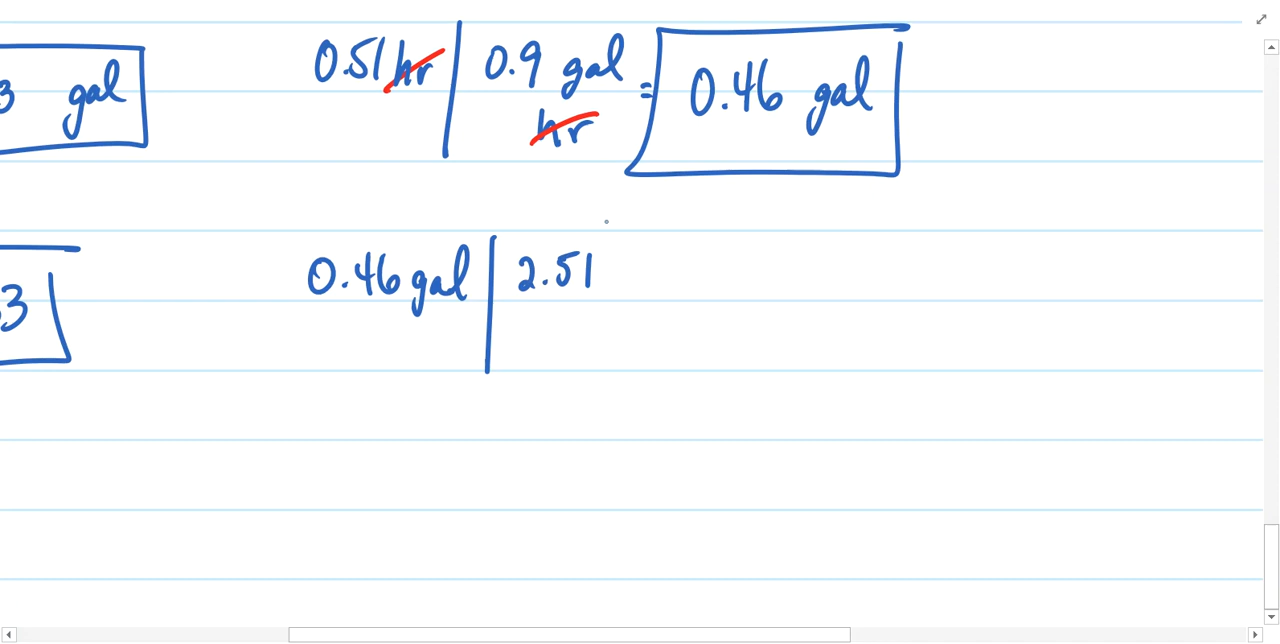 3 gal
0.51 hr | 0.9 gal / hr = 0.46 gal
3
0.46 gal | 2.51